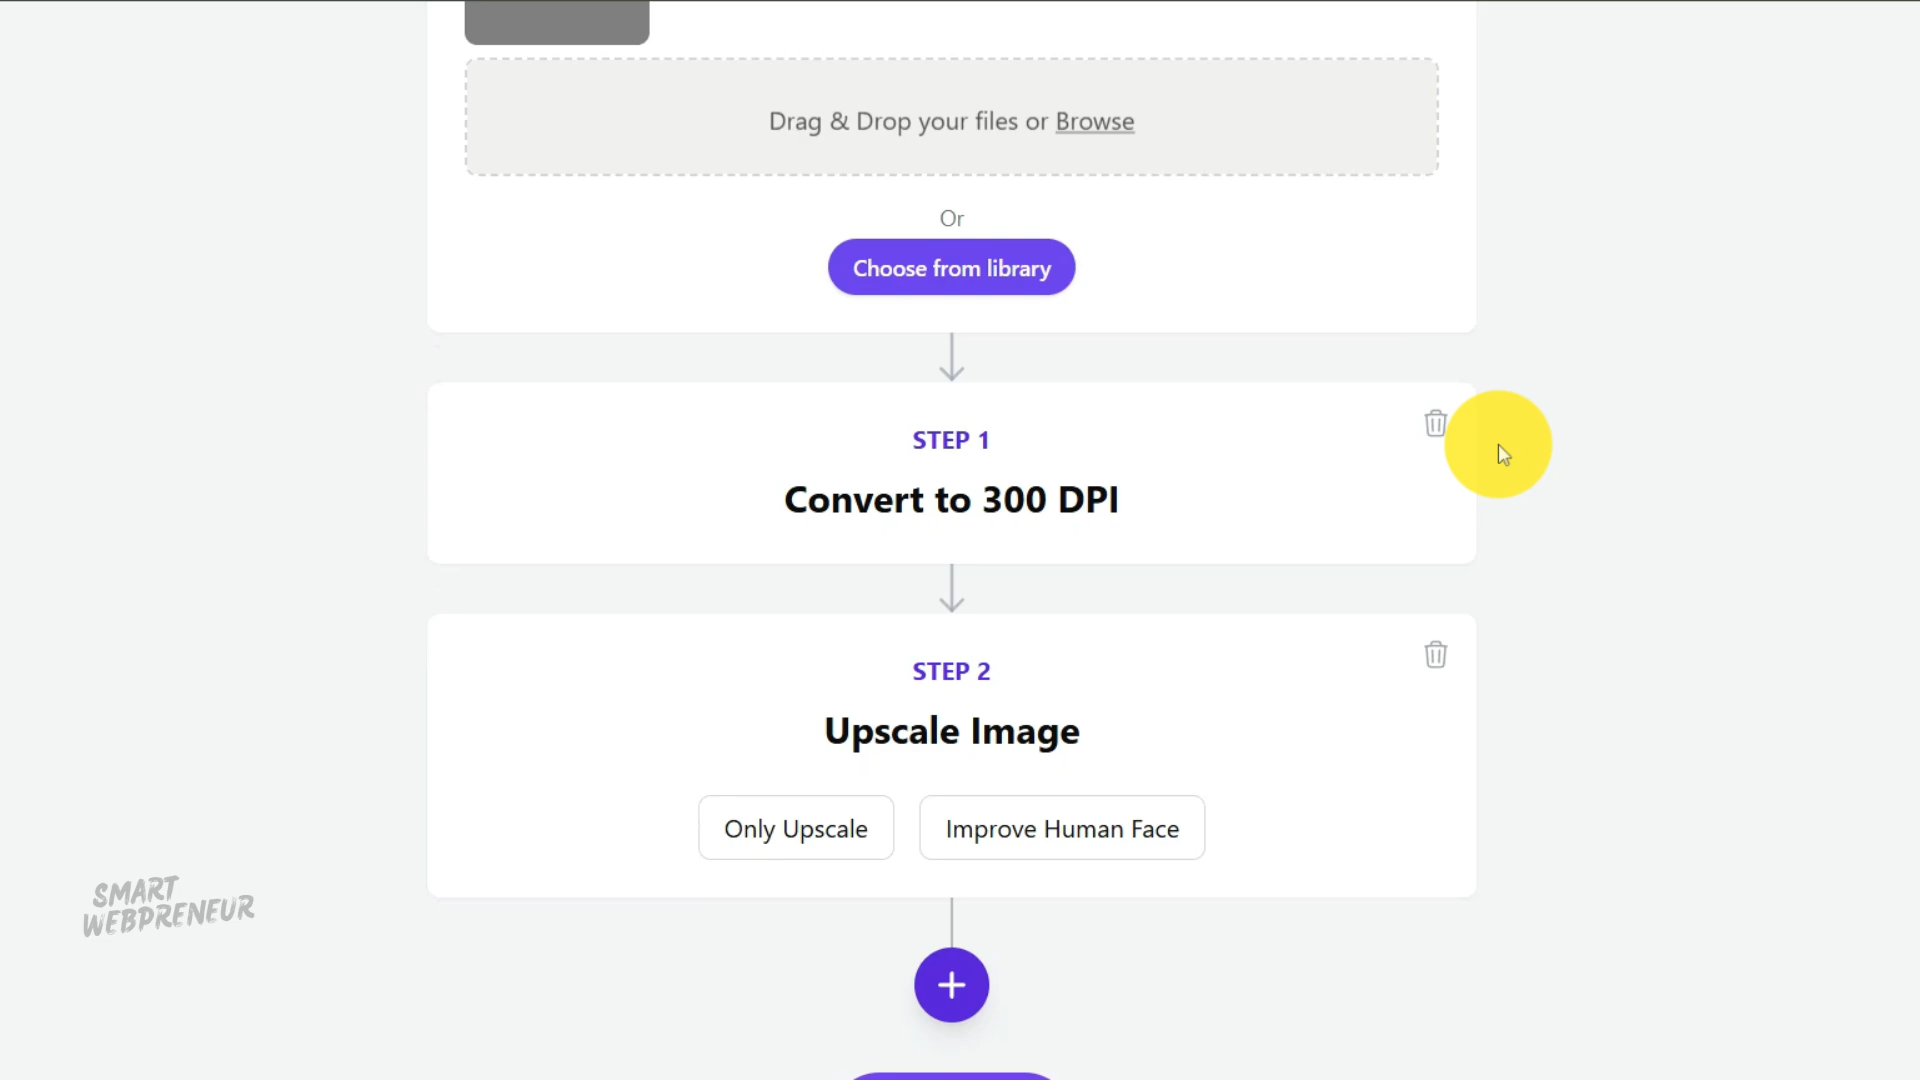 Drag & Drop your files or Browse
Or
Choose from library
STEP 1
Convert to 300 DPI
STEP 2
Upscale Image
Only Upscale
Improve Human Face
SMART
WEBPRENEUR